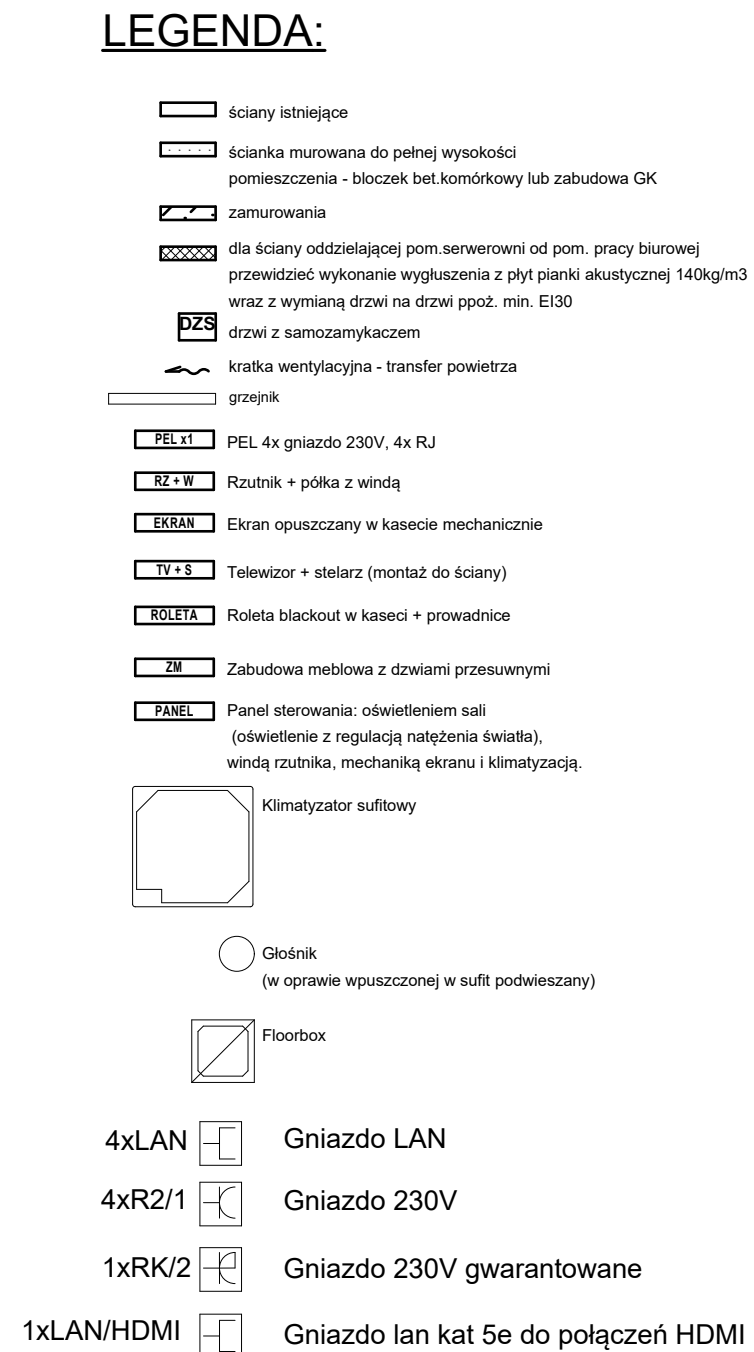 LEGENDA:
ściany istniejące
ścianka murowana do pełnej wysokości
pomieszczenia - bloczek bet.komórkowy lub zabudowa GK
zamurowania
dla ściany oddzielającej pom.serwerowni od pom. pracy biurowej
przewidzieć wykonanie wygłuszenia z płyt pianki akustycznej 140kg/m3
wraz z wymianą drzwi na drzwi ppoż. min. EI30
DZS drzwi z samozamykaczem
kratka wentylacyjna - transfer powietrza
grzejnik
PEL x1 PEL 4x gniazdo 230V, 4x RJ
RZ + W Rzutnik + półka z windą
EKRAN Ekran opuszczany w kasecie mechanicznie
TV + S Telewizor + stelarz (montaż do ściany)
ROLETA Roleta blackout w kaseci + prowadnice
ZM Zabudowa meblowa z dzwiami przesuwnymi
PANEL Panel sterowania: oświetleniem sali
(oświetlenie z regulacją natężenia światła),
windą rzutnika, mechaniką ekranu i klimatyzacją.
Klimatyzator sufitowy
Głośnik
(w oprawie wpuszczonej w sufit podwieszany)
Floorbox
4xLAN Gniazdo LAN
4xR2/1 Gniazdo 230V
1xRK/2 Gniazdo 230V gwarantowane
1xLAN/HDMI Gniazdo lan kat 5e do połączeń HDMI